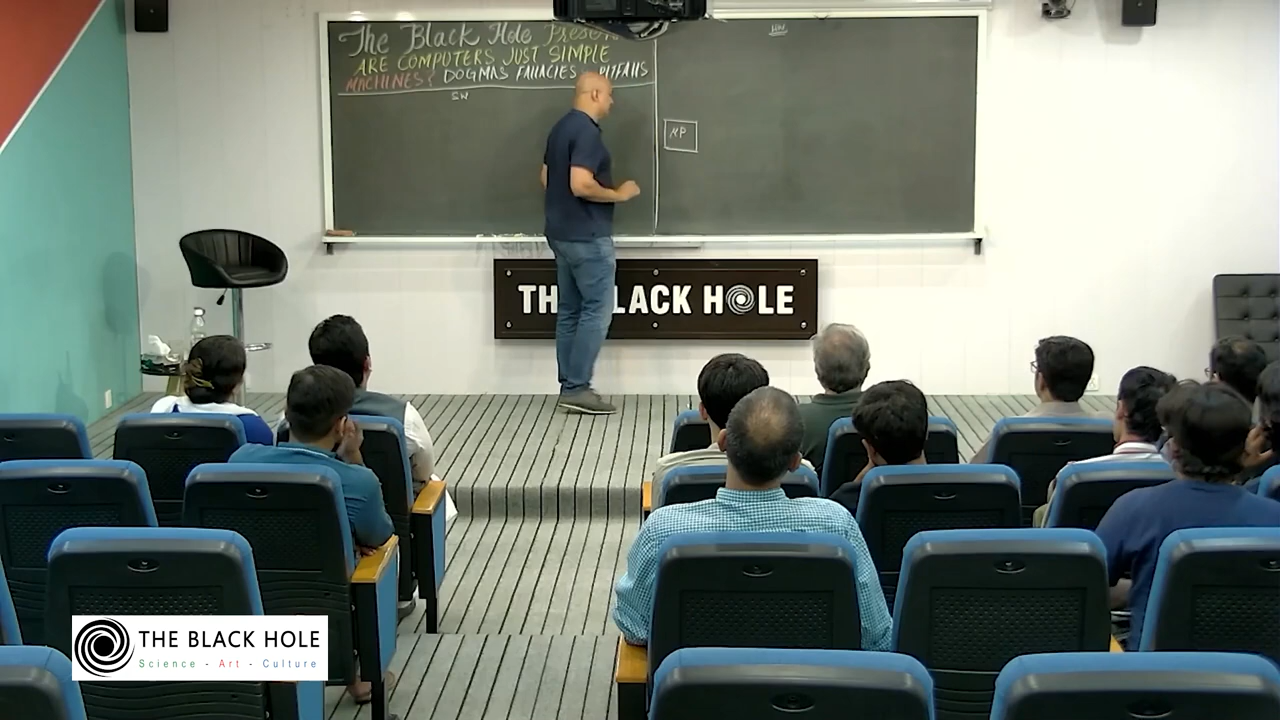 The Black Hole Presents
ARE COMPUTERS JUST SIMPLE
MACHINES? DOGMAS FALLACIES & PITFALLS
SW
HW
THE BLACK HOLE
THE BLACK HOLE
Science - Art - Culture